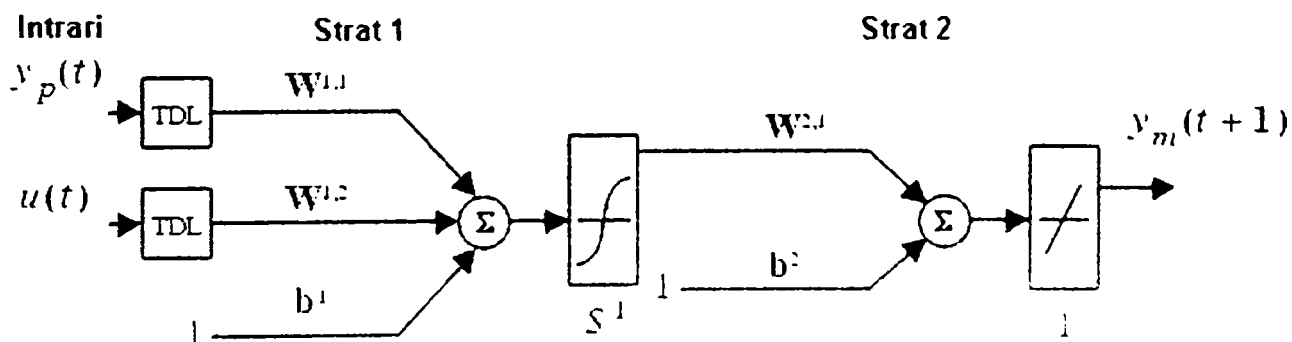 Intrari Strat 1 Strat 2
y_p(t)
TDL
W^{1,1}
u(t)
TDL
W^{1,2}
1
b^1
Σ
S^1
W^{2,1}
1
b^2
Σ
1
y_m(t + 1)